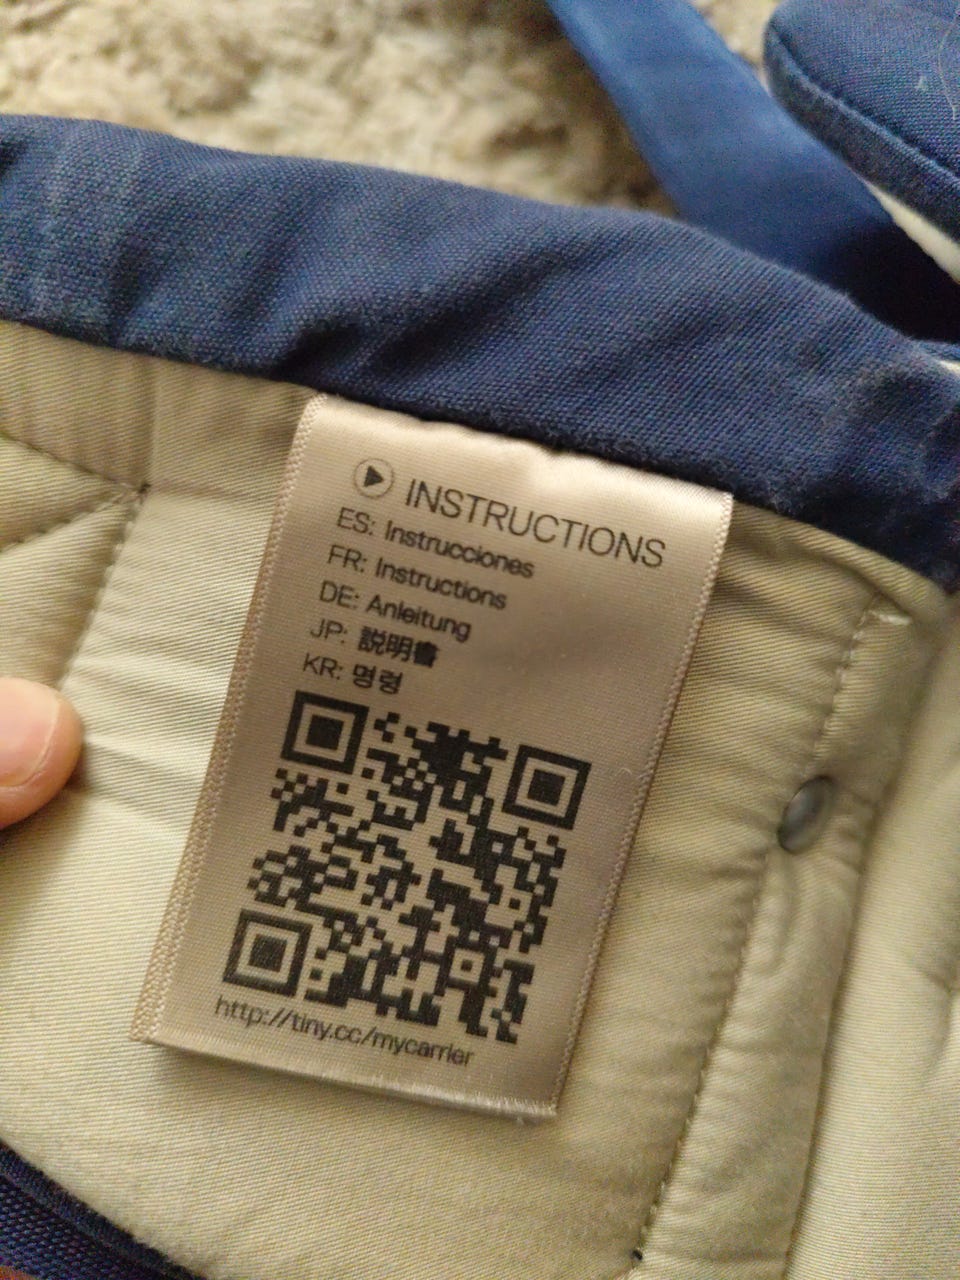 INSTRUCTIONS
ES: Instrucciones
FR: Instructions
DE: Anleitung
JP: 説明書
KR: 명령
http://tiny.cc/mycarrier